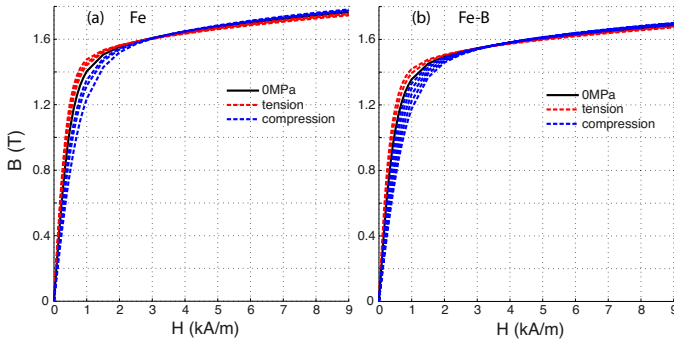 (a) Fe
B (T)
1.6
1.2
0.8
0.4
0
0MPa
tension
compression
0 1 2 3 4 5 6 7 8 9
H (kA/m)
(b) Fe-B
1.6
1.2
0.8
0.4
0
0MPa
tension
compression
0 1 2 3 4 5 6 7 8 9
H (kA/m)